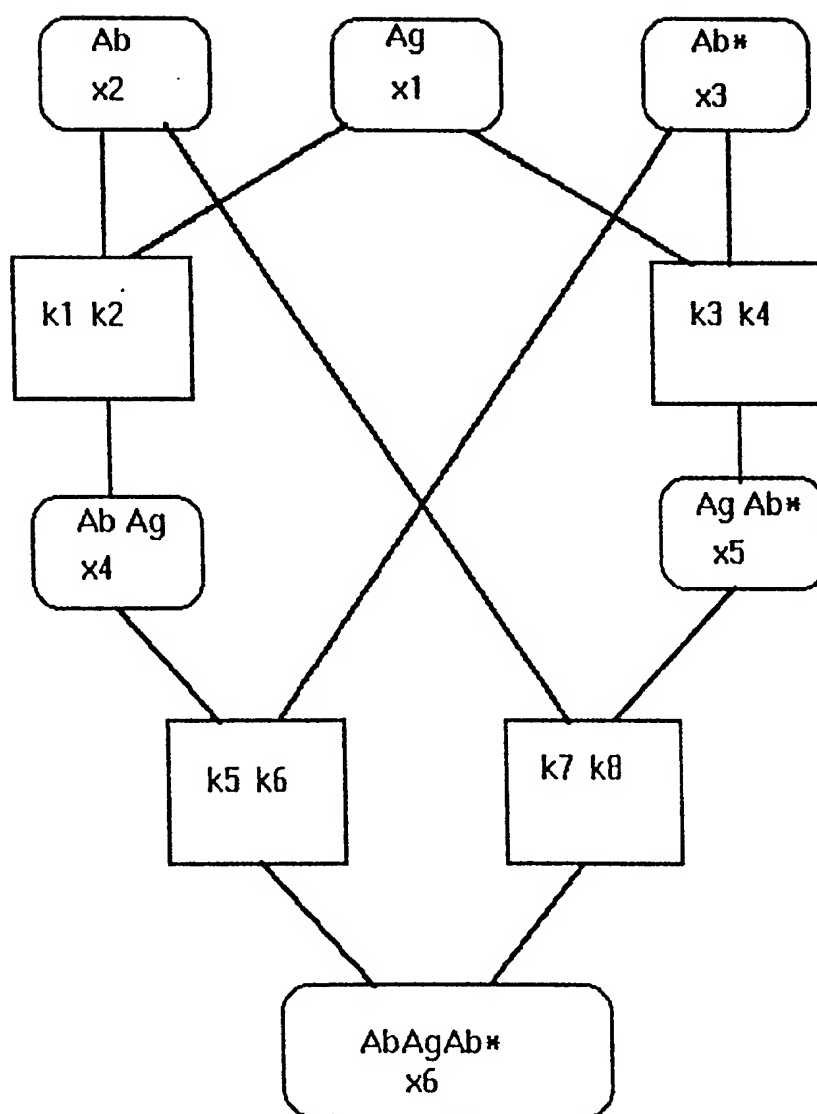 Ab
x2
Ag
x1
Ab*
x3
k1 k2
k3 k4
Ab Ag
x4
Ag Ab*
x5
k5 k6
k7 k8
AbAgAb*
x6